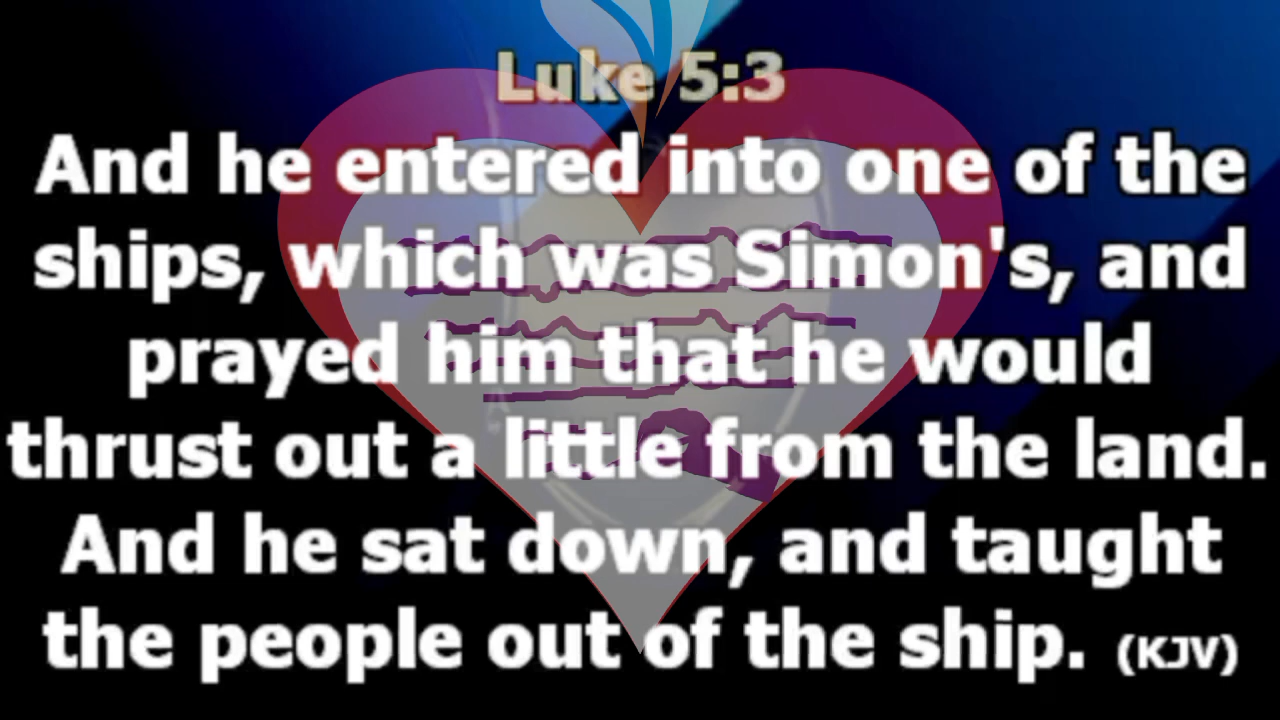 Luke 5:3
And he entered into one of the
ships, which was Simon's, and
prayed him that he would
thrust out a little from the land.
And he sat down, and taught
the people out of the ship. (KJV)